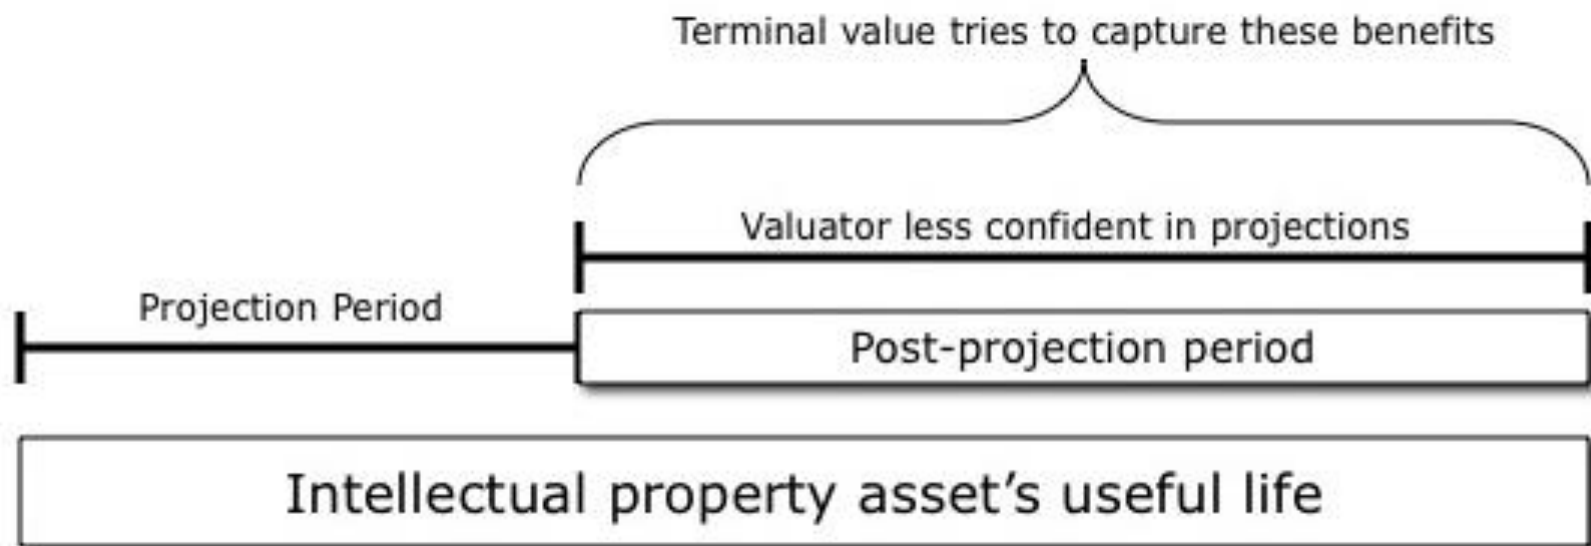 Terminal value tries to capture these benefits
Valuator less confident in projections
Projection Period
Post-projection period
Intellectual property asset’s useful life